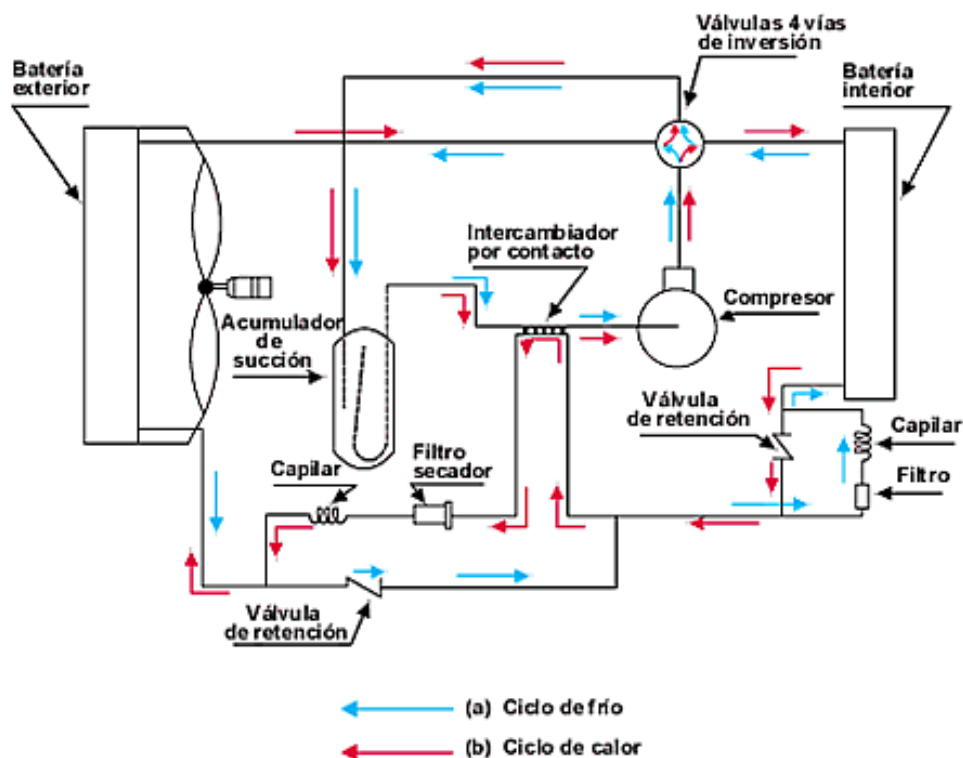 Válvulas 4 vías
de inversión
Batería
exterior
Batería
interior
Intercambiador
por contacto
Compresor
Acumulador
de
succión
Válvula
de retención
Capilar
Filtro
Capilar
Filtro
secador
Válvula
de retención
(a) Ciclo de frío
(b) Ciclo de calor